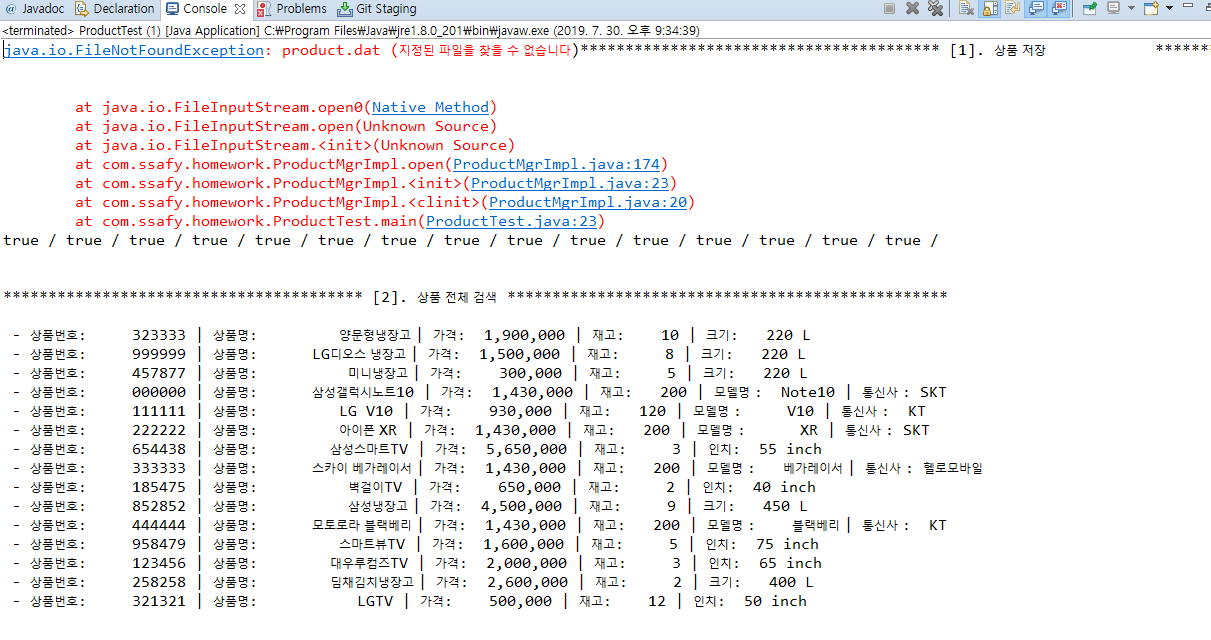 @ Javadoc Declaration Console Problems Git Staging
<terminated> ProductTest (1) [Java Application] C:₩Program Files₩Java₩jre1.8.0_201₩bin₩javaw.exe (2019. 7. 30. 오후 9:34:39)
java.io.FileNotFoundException: product.dat (지정된 파일을 찾을 수 없습니다)**************************************** [1]. 상품 저장 ******
at java.io.FileInputStream.open0(Native Method)
at java.io.FileInputStream.open(Unknown Source)
at java.io.FileInputStream.<init>(Unknown Source)
at com.ssafy.homework.ProductMgrImpl.open(ProductMgrImpl.java:174)
at com.ssafy.homework.ProductMgrImpl.<init>(ProductMgrImpl.java:23)
at com.ssafy.homework.ProductMgrImpl.<clinit>(ProductMgrImpl.java:20)
at com.ssafy.homework.ProductTest.main(ProductTest.java:23)
true / true / true / true / true / true / true / true / true / true / true / true / true / true / true /
**************************************** [2]. 상품 전체 검색 *************************************************
- 상품번호: 323333 | 상품명: 양문형냉장고 | 가격: 1,900,000 | 재고: 10 | 크기: 220 L
- 상품번호: 999999 | 상품명: LG디오스 냉장고 | 가격: 1,500,000 | 재고: 8 | 크기: 220 L
- 상품번호: 457877 | 상품명: 미니냉장고 | 가격: 300,000 | 재고: 5 | 크기: 220 L
- 상품번호: 000000 | 상품명: 삼성갤럭시노트10 | 가격: 1,430,000 | 재고: 200 | 모델명 : Note10 | 통신사 : SKT
- 상품번호: 111111 | 상품명: LG V10 | 가격: 930,000 | 재고: 120 | 모델명 : V10 | 통신사 : KT
- 상품번호: 222222 | 상품명: 아이폰 XR | 가격: 1,430,000 | 재고: 200 | 모델명 : XR | 통신사 : SKT
- 상품번호: 654438 | 상품명: 삼성스마트TV | 가격: 5,650,000 | 재고: 3 | 인치: 55 inch
- 상품번호: 333333 | 상품명: 스카이 베가레이서 | 가격: 1,430,000 | 재고: 200 | 모델명 : 베가레이서 | 통신사 : 헬로모바일
- 상품번호: 185475 | 상품명: 벽걸이TV | 가격: 650,000 | 재고: 2 | 인치: 40 inch
- 상품번호: 852852 | 상품명: 삼성냉장고 | 가격: 4,500,000 | 재고: 9 | 크기: 450 L
- 상품번호: 444444 | 상품명: 모토로라 블랙베리 | 가격: 1,430,000 | 재고: 200 | 모델명 : 블랙베리 | 통신사 : KT
- 상품번호: 958479 | 상품명: 스마트뷰TV | 가격: 1,600,000 | 재고: 5 | 인치: 75 inch
- 상품번호: 123456 | 상품명: 대우루컴즈TV | 가격: 2,000,000 | 재고: 3 | 인치: 65 inch
- 상품번호: 258258 | 상품명: 딤채김치냉장고 | 가격: 2,600,000 | 재고: 2 | 크기: 400 L
- 상품번호: 321321 | 상품명: LGTV | 가격: 500,000 | 재고: 12 | 인치: 50 inch